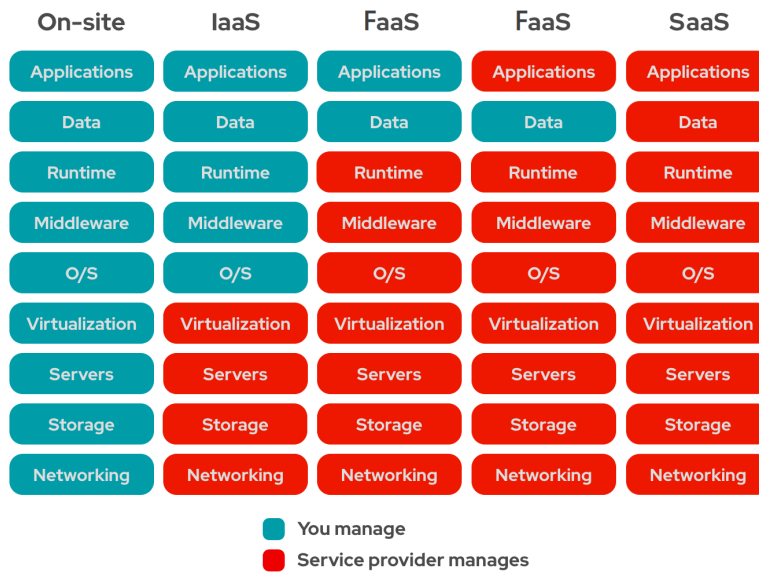 On-site IaaS FaaS FaaS SaaS
Applications Applications Applications Applications Applications
Data Data Data Data Data
Runtime Runtime Runtime Runtime Runtime
Middleware Middleware Middleware Middleware Middleware
O/S O/S O/S O/S O/S
Virtualization Virtualization Virtualization Virtualization Virtualization
Servers Servers Servers Servers Servers
Storage Storage Storage Storage Storage
Networking Networking Networking Networking Networking
You manage
Service provider manages